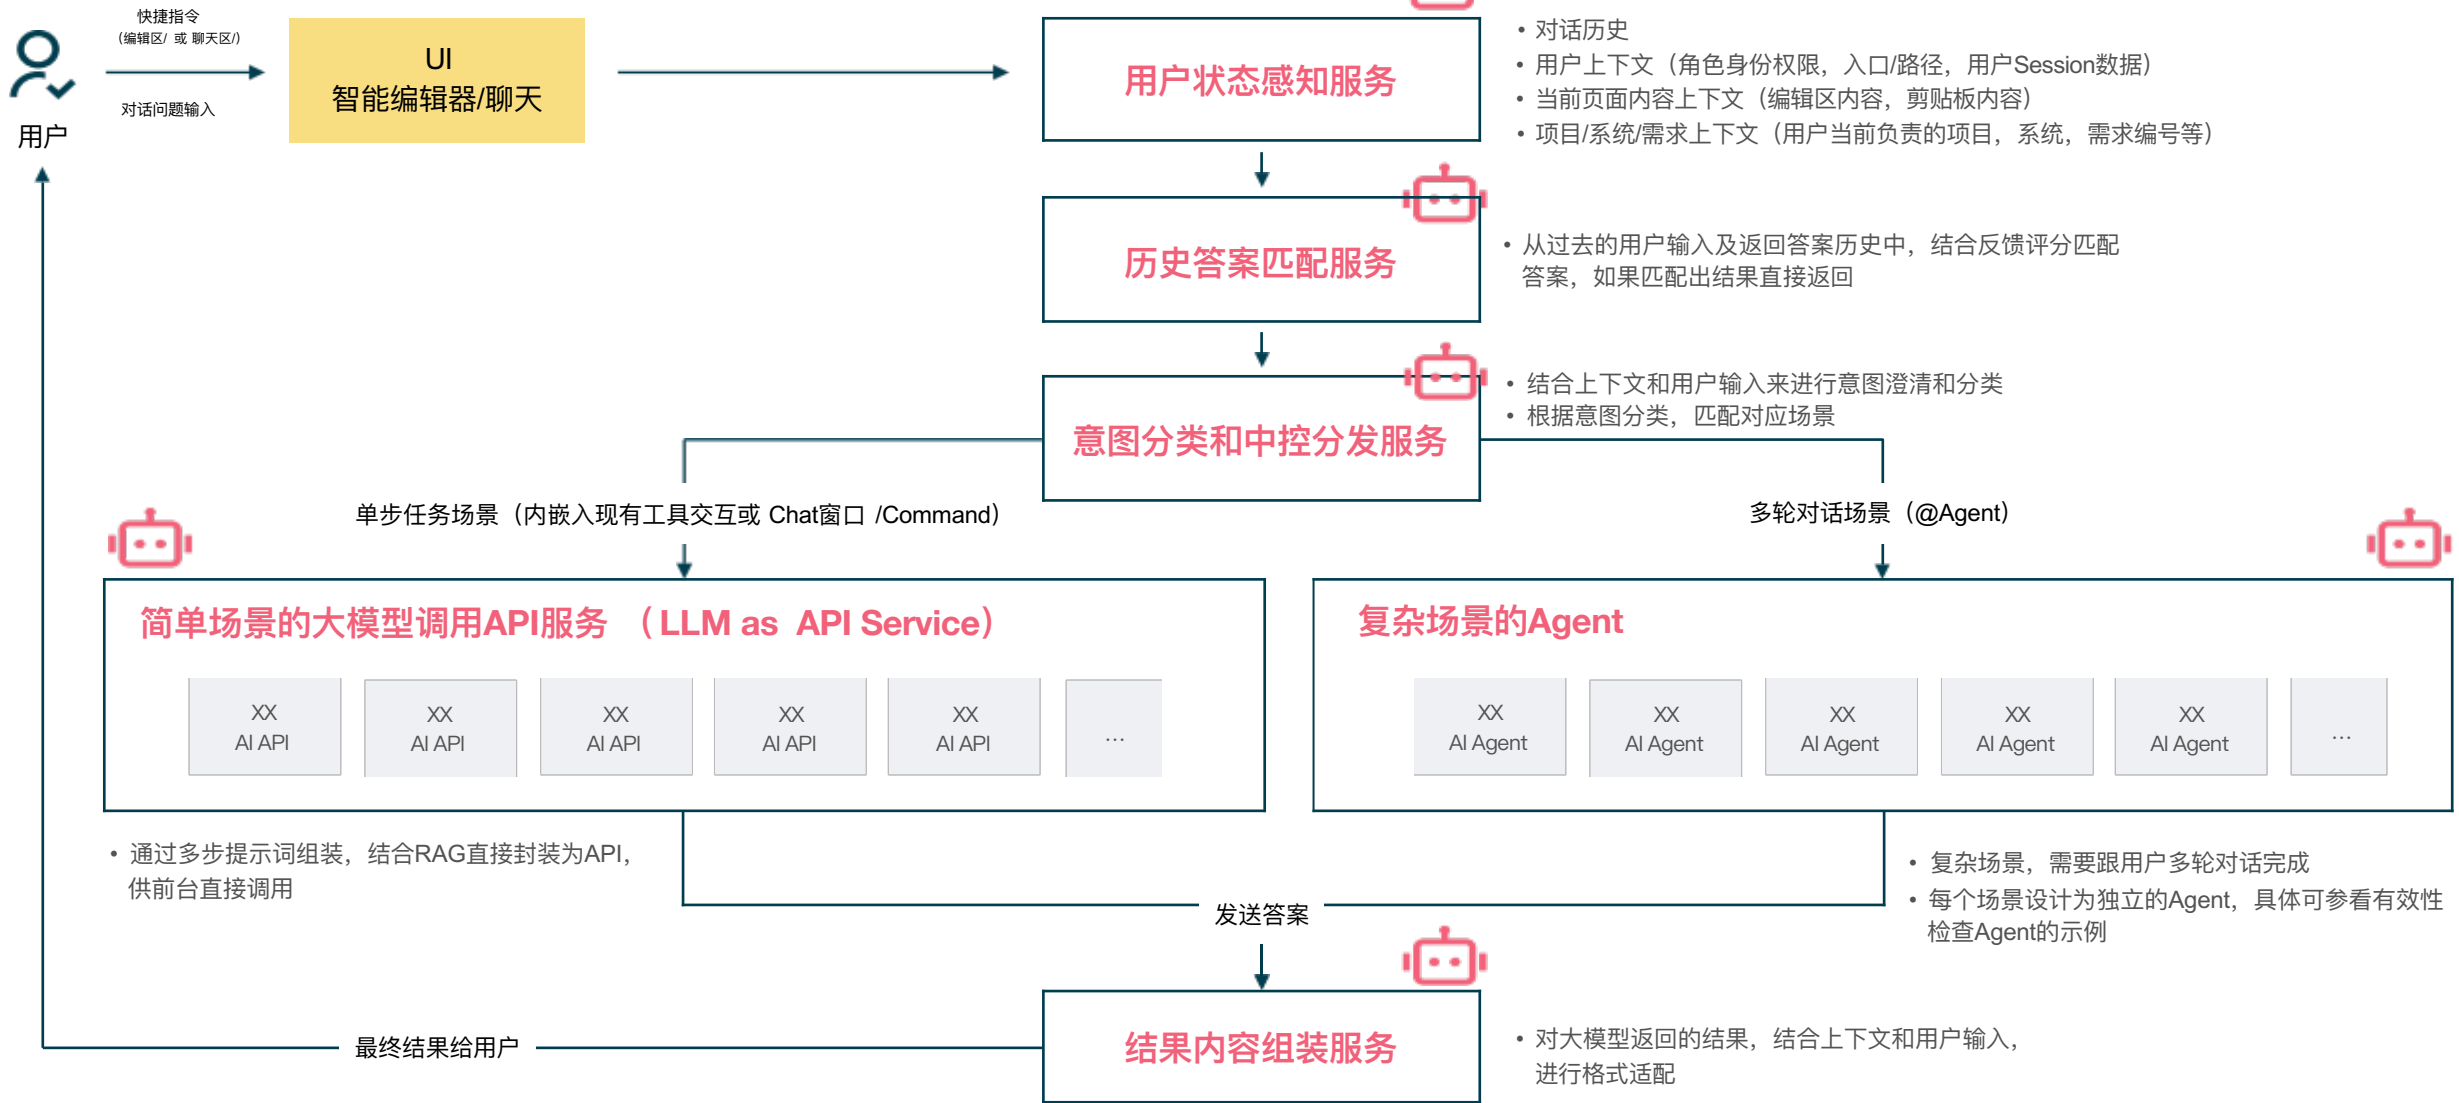 快捷指令
(编辑区/ 或 聊天区/)
对话问题输入
用户
UI
智能编辑器/聊天
用户状态感知服务
• 对话历史
• 用户上下文（角色身份权限，入口/路径，用户Session数据）
• 当前页面内容上下文（编辑区内容，剪贴板内容）
• 项目/系统/需求上下文（用户当前负责的项目，系统，需求编号等）
历史答案匹配服务
• 从过去的用户输入及返回答案历史中，结合反馈评分匹配
答案，如果匹配出结果直接返回
意图分类和中控分发服务
• 结合上下文和用户输入来进行意图澄清和分类
• 根据意图分类，匹配对应场景
单步任务场景（内嵌入现有工具交互或 Chat窗口 /Command）
多轮对话场景（@Agent）
简单场景的大模型调用API服务 （LLM as API Service）
XX
AI API
XX
AI API
XX
AI API
XX
AI API
XX
AI API
...
复杂场景的Agent
XX
AI Agent
XX
AI Agent
XX
AI Agent
XX
AI Agent
XX
AI Agent
...
• 通过多步提示词组装，结合RAG直接封装为API，
供前台直接调用
• 复杂场景，需要跟用户多轮对话完成
• 每个场景设计为独立的Agent，具体可参看有效性
检查Agent的示例
发送答案
结果内容组装服务
• 对大模型返回的结果，结合上下文和用户输入，
进行格式适配
最终结果给用户